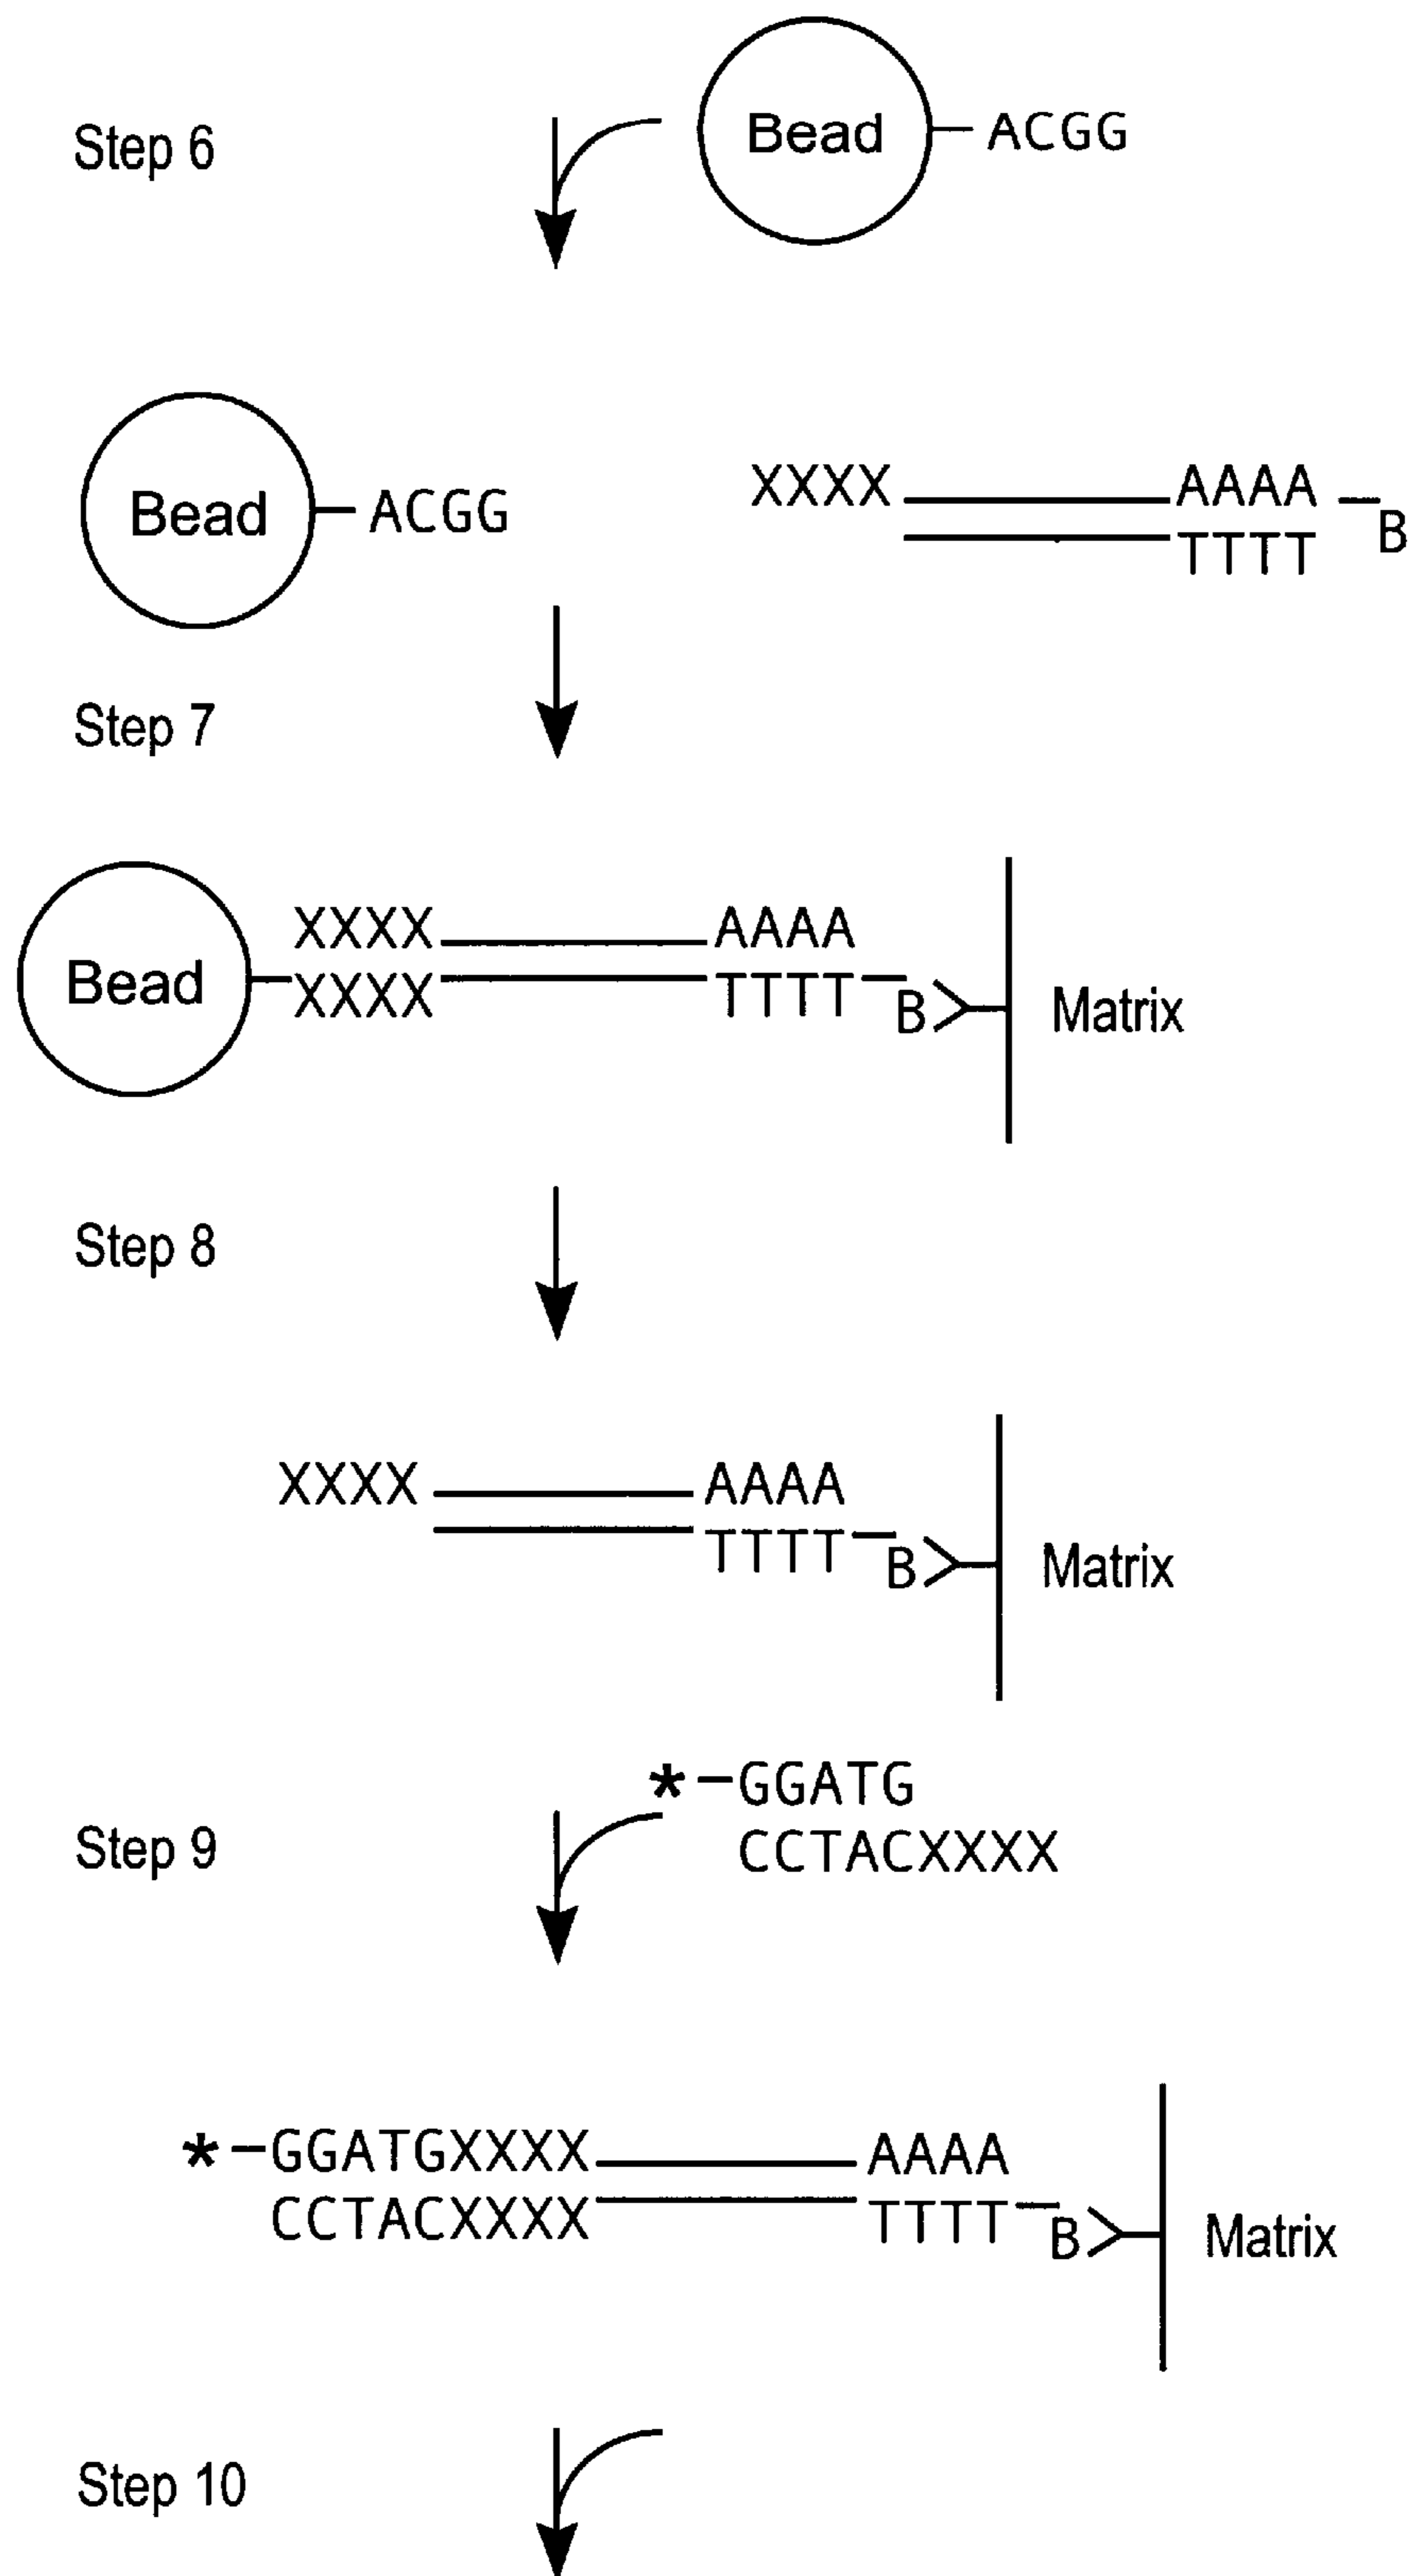 Step 6
Bead ACGG
Bead ACGG
XXXX AAAA
TTTT B
Step 7
XXXX AAAA
Bead XXXX TTTT B Matrix
Step 8
XXXX AAAA
TTTT B Matrix
*-GGATG
Step 9
CCTACXXXX
*-GGATGXXXX AAAA
CCTACXXXX TTTT B Matrix
Step 10